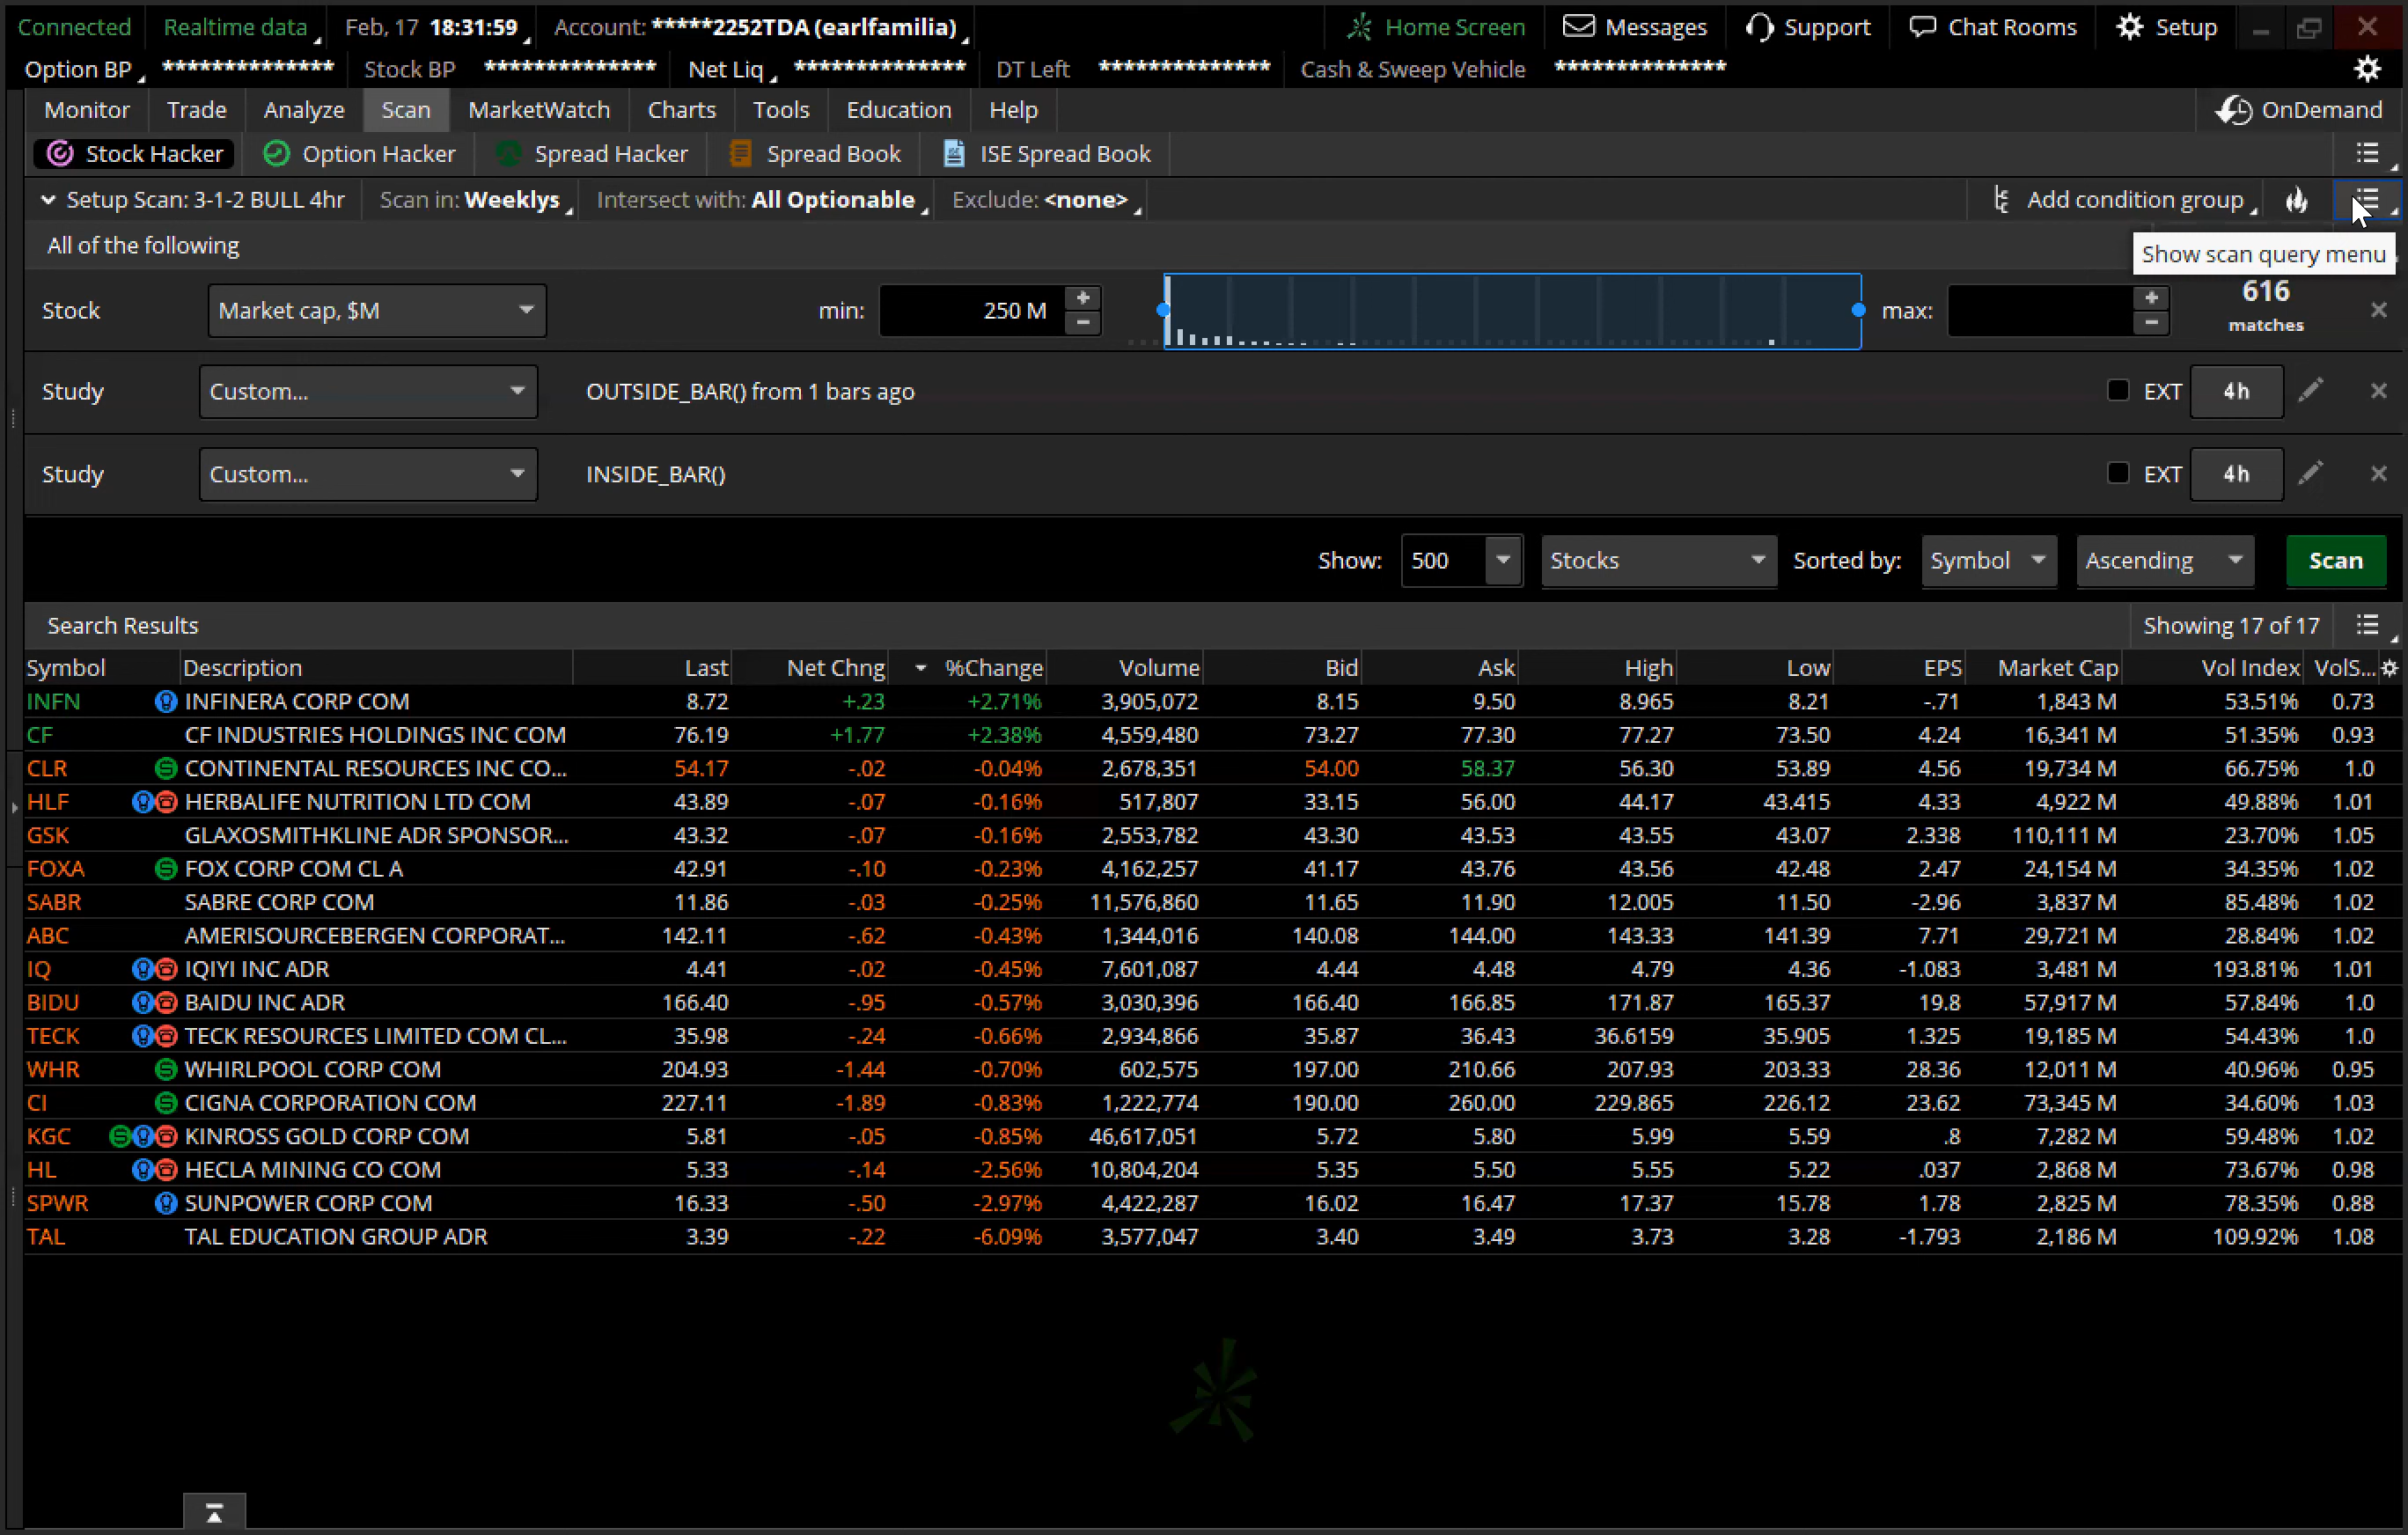 Connected Realtime data Feb, 17 18:31:59 Account: *****2252TDA (earlfamilia) Home Screen Messages Support Chat Rooms Setup
Option BP ************** Stock BP ************** Net Liq ************** DT Left ************** Cash & Sweep Vehicle **************
Monitor Trade Analyze Scan MarketWatch Charts Tools Education Help OnDemand
Stock Hacker Option Hacker Spread Hacker Spread Book ISE Spread Book
Setup Scan: 3-1-2 BULL 4hr Scan in: Weeklys Intersect with: All Optionable Exclude: <none> Add condition group
All of the following
Show scan query menu
Stock Market cap, $M min: 250 M max: 616 matches
Study Custom... OUTSIDE_BAR() from 1 bars ago EXT 4h
Study Custom... INSIDE_BAR() EXT 4h
Show: 500 Stocks Sorted by: Symbol Ascending Scan
Search Results Showing 17 of 17
Symbol Description Last Net Chng %Change Volume Bid Ask High Low EPS Market Cap Vol Index VolS...
INFN INFINERA CORP COM 8.72 +.23 +2.71% 3,905,072 8.15 9.50 8.965 8.21 -.71 1,843 M 53.51% 0.73
CF CF INDUSTRIES HOLDINGS INC COM 76.19 +1.77 +2.38% 4,559,480 73.27 77.30 77.27 73.50 4.24 16,341 M 51.35% 0.93
CLR CONTINENTAL RESOURCES INC CO... 54.17 -.02 -0.04% 2,678,351 54.00 58.37 56.30 53.89 4.56 19,734 M 66.75% 1.0
HLF HERBALIFE NUTRITION LTD COM 43.89 -.07 -0.16% 517,807 33.15 56.00 44.17 43.415 4.33 4,922 M 49.88% 1.01
GSK GLAXOSMITHKLINE ADR SPONSOR... 43.32 -.07 -0.16% 2,553,782 43.30 43.53 43.55 43.07 2.338 110,111 M 23.70% 1.05
FOXA FOX CORP COM CL A 42.91 -.10 -0.23% 4,162,257 41.17 43.76 43.56 42.48 2.47 24,154 M 34.35% 1.02
SABR SABRE CORP COM 11.86 -.03 -0.25% 11,576,860 11.65 11.90 12.005 11.50 -2.96 3,837 M 85.48% 1.02
ABC AMERISOURCEBERGEN CORPORAT... 142.11 -.62 -0.43% 1,344,016 140.08 144.00 143.33 141.39 7.71 29,721 M 28.84% 1.02
IQ IQIYI INC ADR 4.41 -.02 -0.45% 7,601,087 4.44 4.48 4.79 4.36 -1.083 3,481 M 193.81% 1.01
BIDU BAIDU INC ADR 166.40 -.95 -0.57% 3,030,396 166.40 166.85 171.87 165.37 19.8 57,917 M 57.84% 1.0
TECK TECK RESOURCES LIMITED COM CL... 35.98 -.24 -0.66% 2,934,866 35.87 36.43 36.6159 35.905 1.325 19,185 M 54.43% 1.0
WHR WHIRLPOOL CORP COM 204.93 -1.44 -0.70% 602,575 197.00 210.66 207.93 203.33 28.36 12,011 M 40.96% 0.95
CI CIGNA CORPORATION COM 227.11 -1.89 -0.83% 1,222,774 190.00 260.00 229.865 226.12 23.62 73,345 M 34.60% 1.03
KGC KINROSS GOLD CORP COM 5.81 -.05 -0.85% 46,617,051 5.72 5.80 5.99 5.59 .8 7,282 M 59.48% 1.02
HL HECLA MINING CO COM 5.33 -.14 -2.56% 10,804,204 5.35 5.50 5.55 5.22 .037 2,868 M 73.67% 0.98
SPWR SUNPOWER CORP COM 16.33 -.50 -2.97% 4,422,287 16.02 16.47 17.37 15.78 1.78 2,825 M 78.35% 0.88
TAL TAL EDUCATION GROUP ADR 3.39 -.22 -6.09% 3,577,047 3.40 3.49 3.73 3.28 -1.793 2,186 M 109.92% 1.08